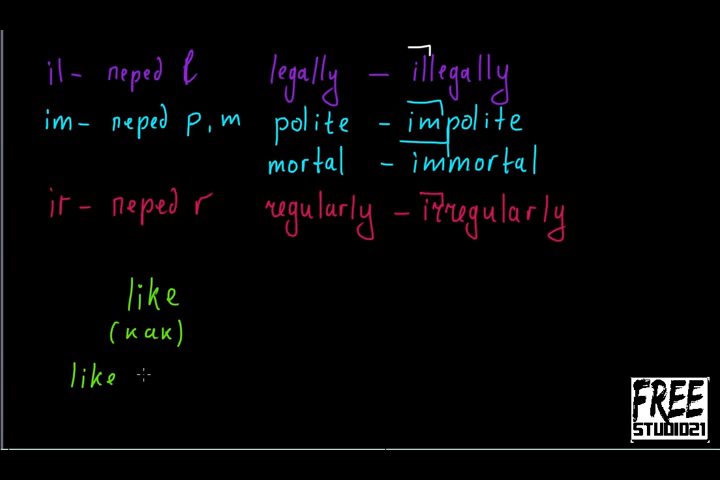 il - перед l legally - illegally
im - перед p, m polite - impolite
mortal - immortal
ir - перед r regularly - irregularly
like
(как)
like
FREE
STUDIO21